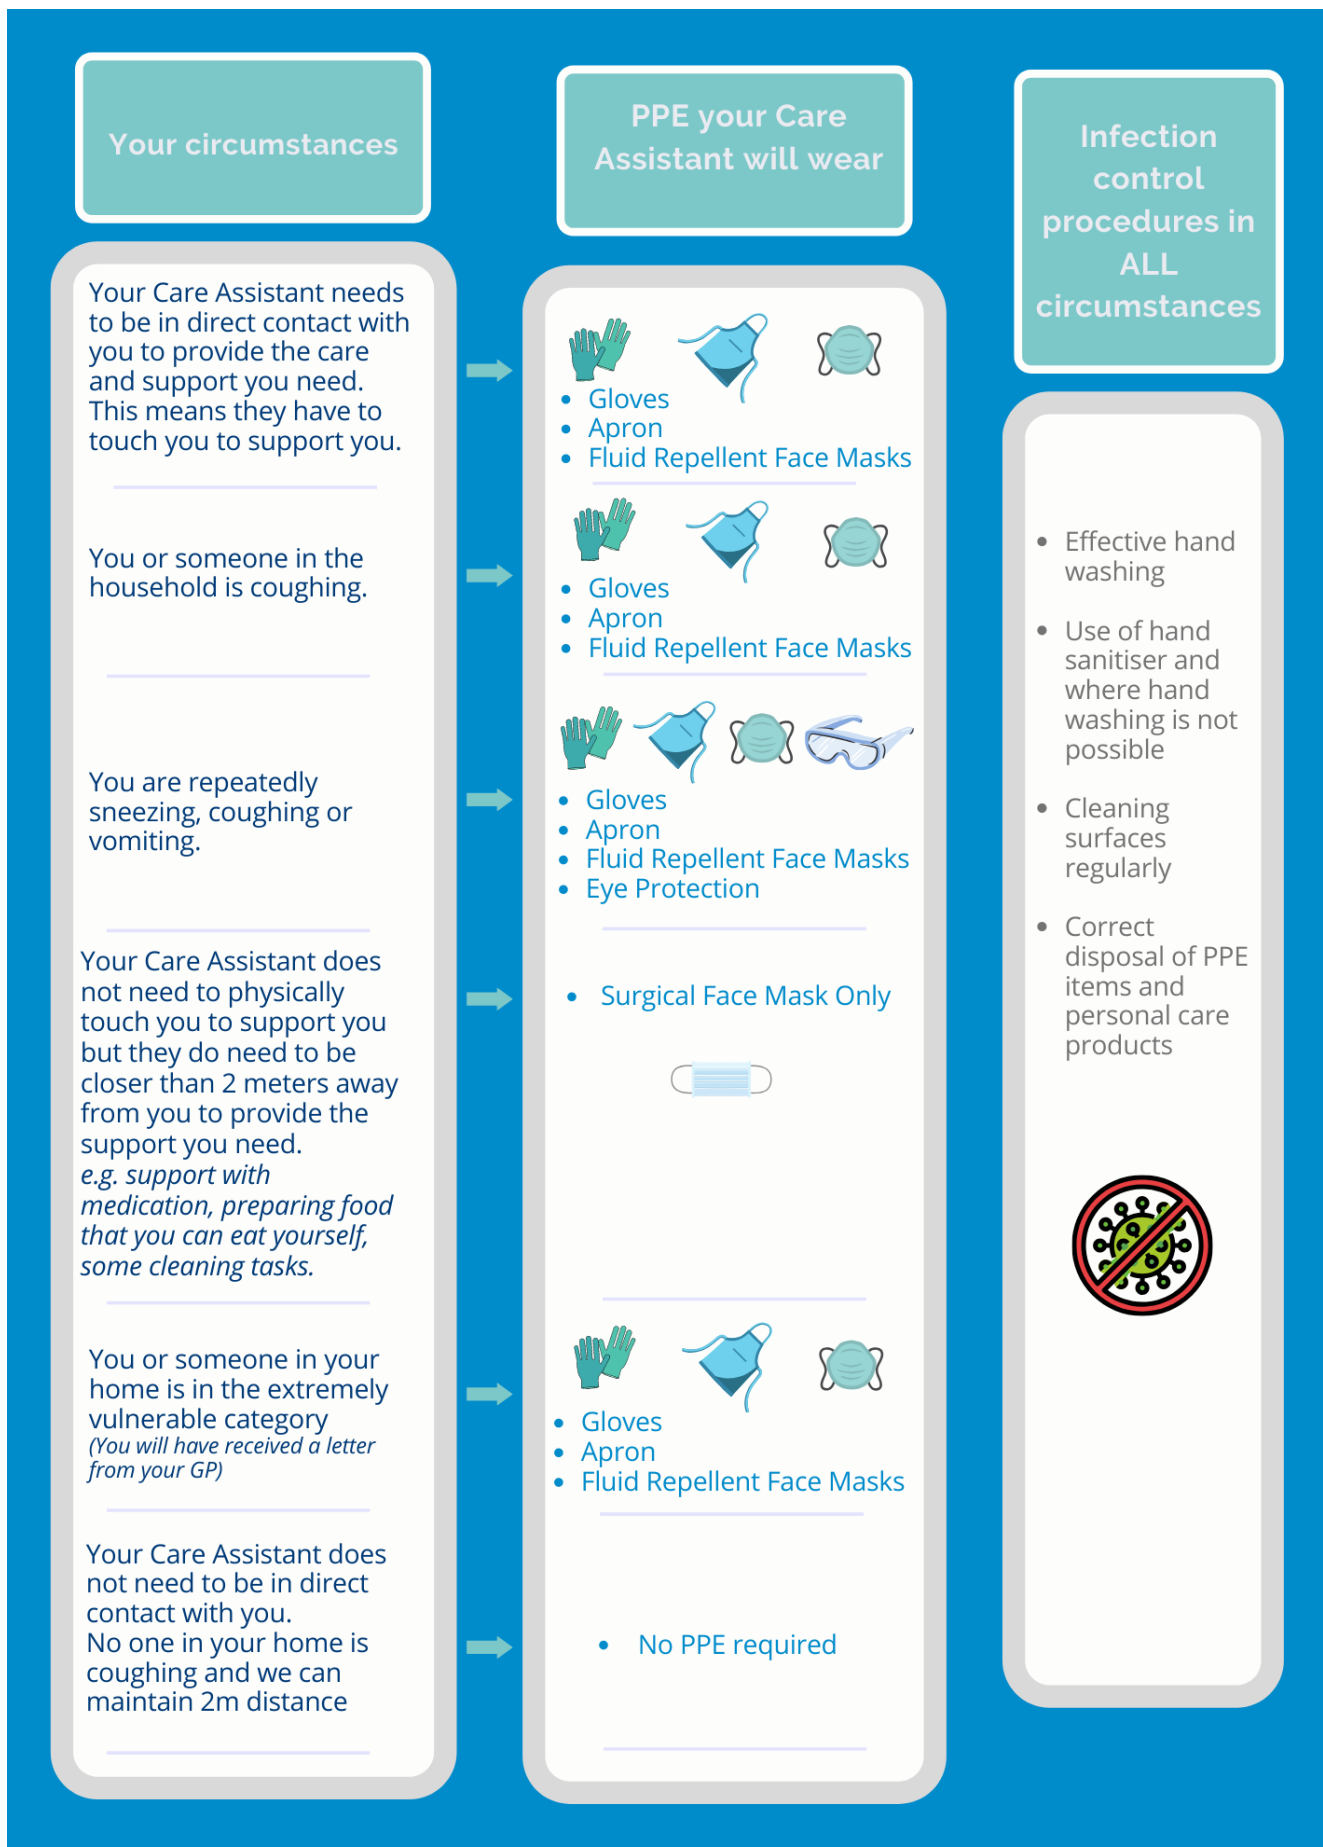 Your circumstances
PPE your Care
Assistant will wear
Infection
control
procedures in
ALL
circumstances
Your Care Assistant needs
to be in direct contact with
you to provide the care
and support you need.
This means they have to
touch you to support you.
• Gloves
• Apron
• Fluid Repellent Face Masks
You or someone in the
household is coughing.
• Gloves
• Apron
• Fluid Repellent Face Masks
You are repeatedly
sneezing, coughing or
vomiting.
• Gloves
• Apron
• Fluid Repellent Face Masks
• Eye Protection
Your Care Assistant does
not need to physically
touch you to support you
but they do need to be
closer than 2 meters away
from you to provide the
support you need.
e.g. support with
medication, preparing food
that you can eat yourself,
some cleaning tasks.
• Surgical Face Mask Only
You or someone in your
home is in the extremely
vulnerable category
(You will have received a letter
from your GP)
• Gloves
• Apron
• Fluid Repellent Face Masks
Your Care Assistant does
not need to be in direct
contact with you.
No one in your home is
coughing and we can
maintain 2m distance
• No PPE required
• Effective hand
washing
• Use of hand
sanitiser and
where hand
washing is not
possible
• Cleaning
surfaces
regularly
• Correct
disposal of PPE
items and
personal care
products